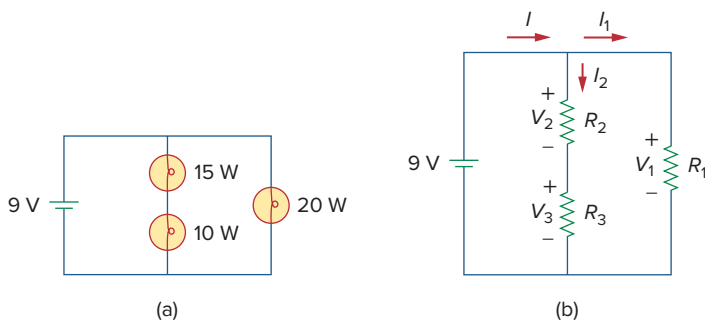 9 V
15 W
10 W
20 W
(a)
I
I₁
I₂
9 V
+
V₂
R₂
−
+
V₃
R₃
−
+
V₁
R₁
−
(b)